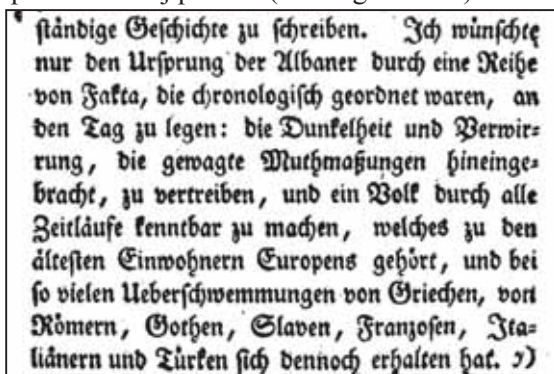 ständige Geschichte zu schreiben. Ich wünschte
nur den Ursprung der Albaner durch eine Reihe
von Fakta, die chronologisch geordnet waren, an
den Tag zu legen: die Dunkelheit und Verwir=
rung, die gewagte Muthmaßungen hineinge=
bracht, zu vertreiben, und ein Volk durch alle
Zeitläufe kenntbar zu machen, welches zu den
ältesten Einwohnern Europens gehört, und bei
so vielen Ueberschwemmungen von Griechen, von
Römern, Gothen, Slaven, Franzosen, Ita=
liänern und Türken sich dennoch erhalten hat.